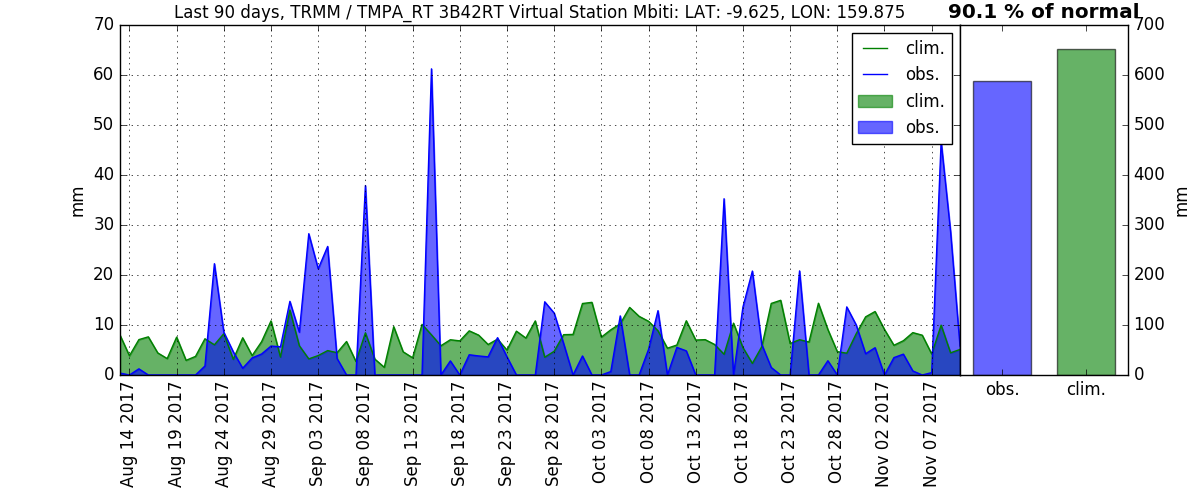 Last 90 days, TRMM / TMPA_RT 3B42RT Virtual Station Mbiti: LAT: -9.625, LON: 159.875
90.1 % of normal
70
60
50
40
30
20
10
0
mm
clim.
obs.
clim.
obs.
700
600
500
400
300
200
100
0
mm
obs.
clim.
Aug 14 2017
Aug 19 2017
Aug 24 2017
Aug 29 2017
Sep 03 2017
Sep 08 2017
Sep 13 2017
Sep 18 2017
Sep 23 2017
Sep 28 2017
Oct 03 2017
Oct 08 2017
Oct 13 2017
Oct 18 2017
Oct 23 2017
Oct 28 2017
Nov 02 2017
Nov 07 2017